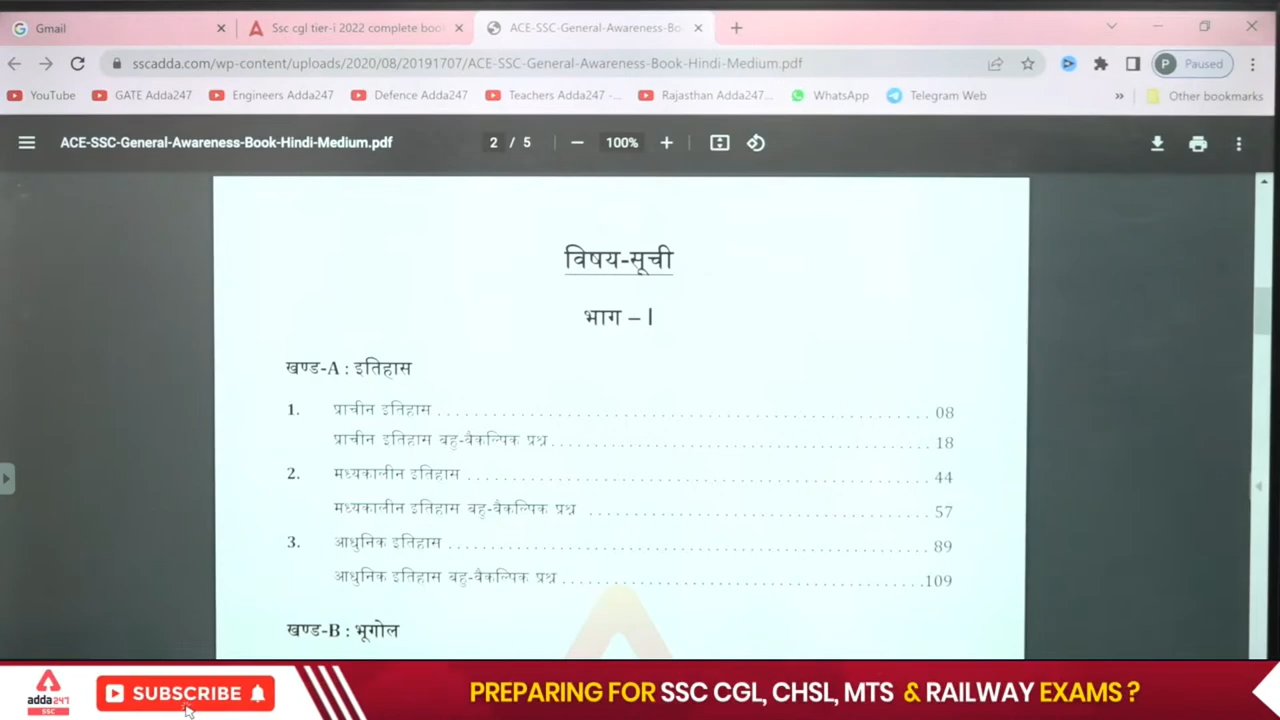 Gmail
Ssc cgl tier-i 2022 complete boo
ACE-SSC-General-Awareness-Bo
sscadda.com/wp-content/uploads/2020/08/20191707/ACE-SSC-General-Awareness-Book-Hindi-Medium.pdf
P Paused
YouTube GATE Adda247 Engineers Adda247 Defence Adda247 Teachers Adda247 -... Rajasthan Adda247... WhatsApp Telegram Web » Other bookmarks
ACE-SSC-General-Awareness-Book-Hindi-Medium.pdf 2 / 5 — 100% +
विषय-सूची
भाग – I
खण्ड-A : इतिहास
1. प्राचीन इतिहास 08
प्राचीन इतिहास बहु-वैकल्पिक प्रश्न 18
2. मध्यकालीन इतिहास 44
मध्यकालीन इतिहास बहु-वैकल्पिक प्रश्न 57
3. आधुनिक इतिहास 89
आधुनिक इतिहास बहु-वैकल्पिक प्रश्न 109
खण्ड-B : भूगोल
adda247
SSC
SUBSCRIBE
PREPARING FOR SSC CGL, CHSL, MTS & RAILWAY EXAMS ?